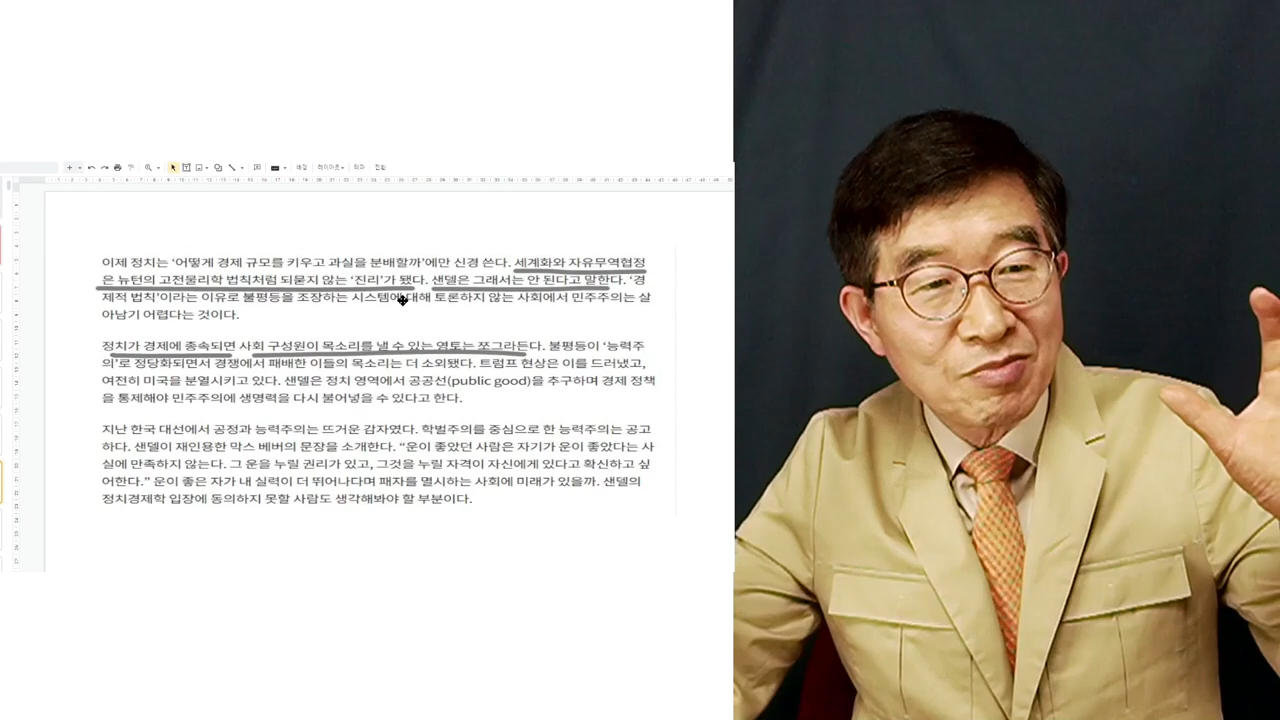 이제 정치는 ‘어떻게 경제 규모를 키우고 과실을 분배할까’에만 신경 쓴다. 세계화와 자유무역협정
은 뉴턴의 고전물리학 법칙처럼 되묻지 않는 ‘진리’가 됐다. 샌델은 그래서는 안 된다고 말한다. ‘경
제적 법칙’이라는 이유로 불평등을 조장하는 시스템에 대해 토론하지 않는 사회에서 민주주의는 살
아남기 어렵다는 것이다.
정치가 경제에 종속되면 사회 구성원이 목소리를 낼 수 있는 영토는 쪼그라든다. 불평등이 ‘능력주
의’로 정당화되면서 경쟁에서 패배한 이들의 목소리는 더 소외됐다. 트럼프 현상은 이를 드러냈고,
여전히 미국을 분열시키고 있다. 샌델은 정치 영역에서 공공선(public good)을 추구하며 경제 정책
을 통제해야 민주주의에 생명력을 다시 불어넣을 수 있다고 한다.
지난 한국 대선에서 공정과 능력주의는 뜨거운 감자였다. 학벌주의를 중심으로 한 능력주의는 공고
하다. 샌델이 재인용한 막스 베버의 문장을 소개한다. “운이 좋았던 사람은 자기가 운이 좋았다는 사
실에 만족하지 않는다. 그 운을 누릴 권리가 있고, 그것을 누릴 자격이 자신에게 있다고 확신하고 싶
어한다.” 운이 좋은 자가 내 실력이 더 뛰어나다며 패자를 멸시하는 사회에 미래가 있을까. 샌델의
정치경제학 입장에 동의하지 못할 사람도 생각해봐야 할 부분이다.